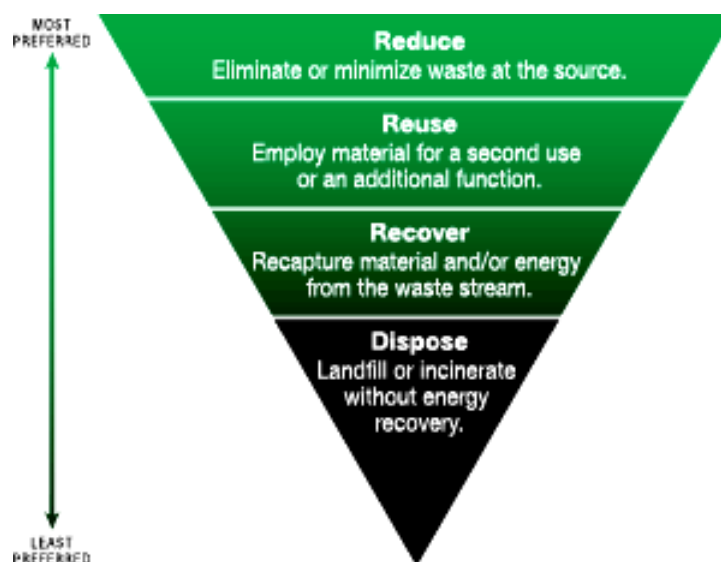 MOST
PREFERRED
Reduce
Eliminate or minimize waste at the source.
Reuse
Employ material for a second use
or an additional function.
Recover
Recapture material and/or energy
from the waste stream.
Dispose
Landfill or incinerate
without energy
recovery.
LEAST
PREFERRED